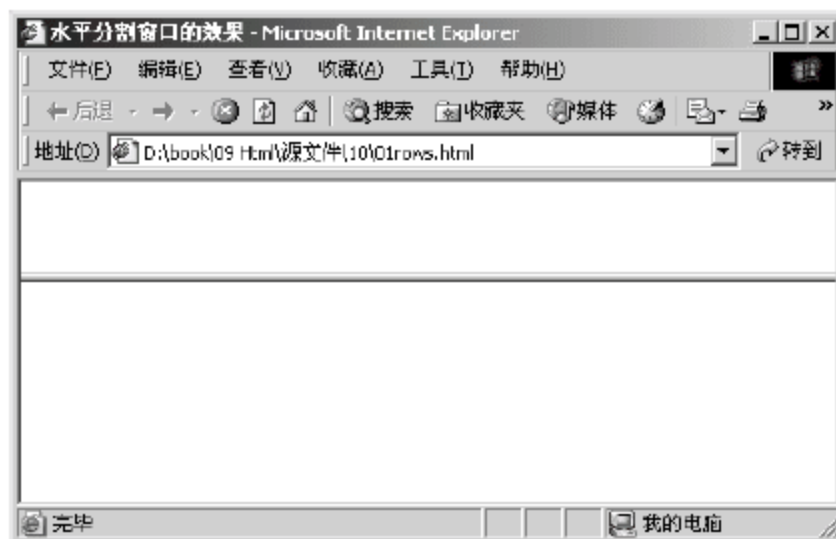 水平分割窗口的效果 - Microsoft Internet Explorer
文件(F) 编辑(E) 查看(V) 收藏(A) 工具(T) 帮助(H)
后退 搜索 收藏夹 媒体 »
地址(D) D:\book\09 Html\源文件\10\01rows.html 转到
完毕 我的电脑